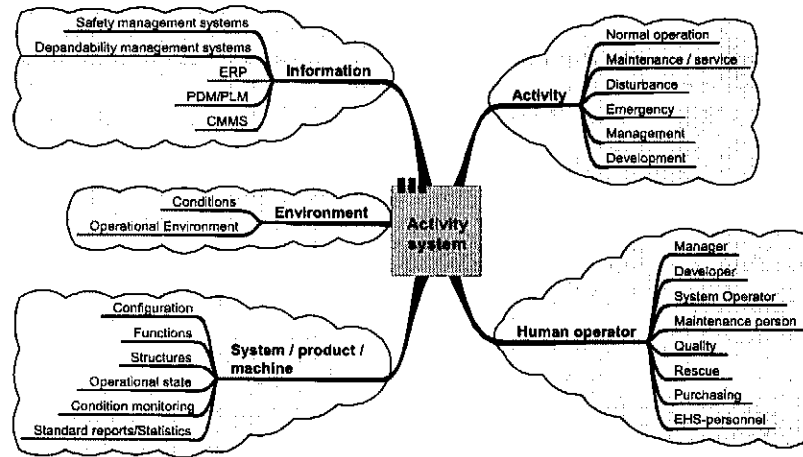 Safety management systems
Depandability management systems
ERP
PDM/PLM
CMMS
Information
Activity
Normal operation
Maintenance / service
Disturbance
Emergency
Management
Development
Conditions
Operational Environment
Environment
Activity
system
Configuration
Functions
Structures
Operational state
Condition monitoring
Standard reports/Statistics
System / product /
machine
Human operator
Manager
Developer
System Operator
Maintenance person
Quality
Rescue
Purchasing
EHS-personnel